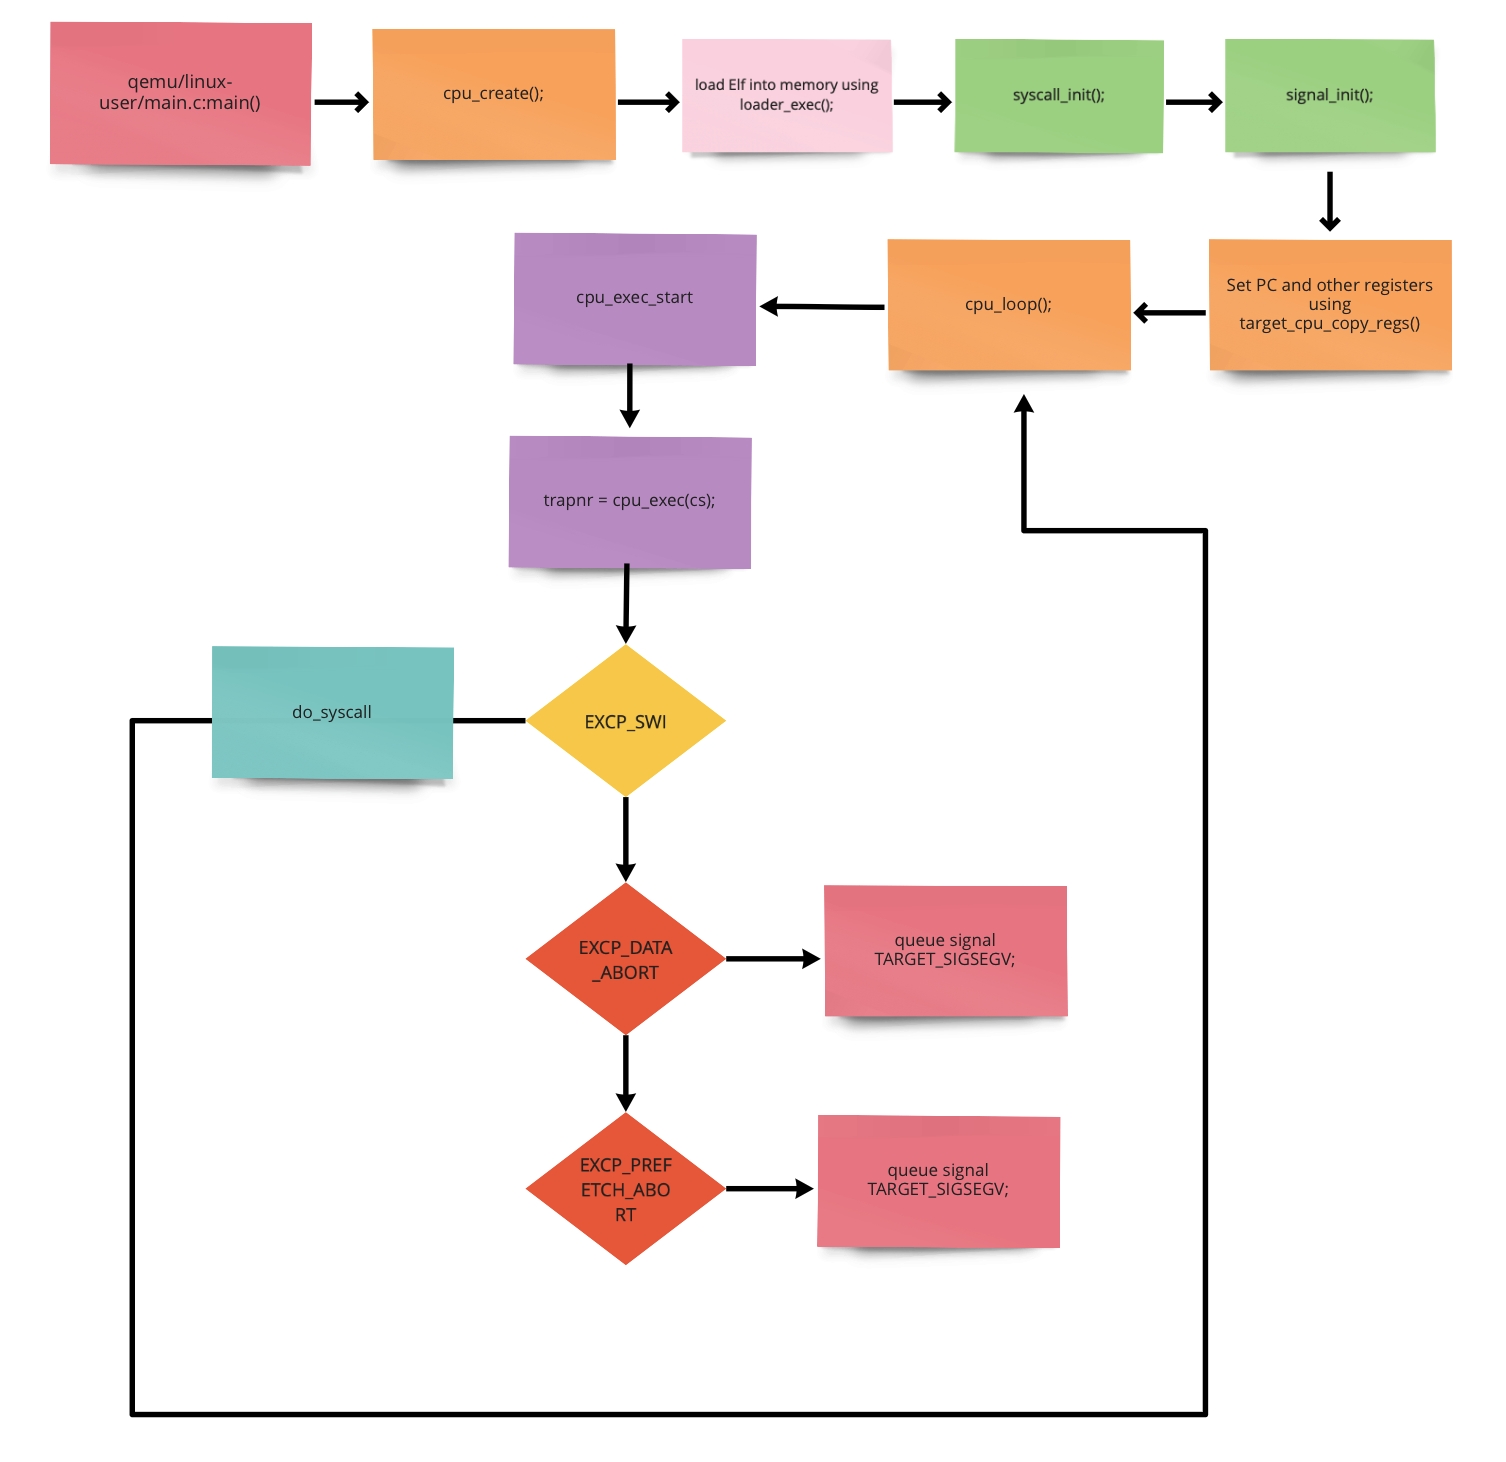 qemu/linux-
user/main.c:main()
cpu_create();
load Elf into memory using
loader_exec();
syscall_init();
signal_init();
Set PC and other registers
using
target_cpu_copy_regs()
cpu_loop();
cpu_exec_start
trapnr = cpu_exec(cs);
EXCP_SWI
do_syscall
EXCP_DATA
_ABORT
queue signal
TARGET_SIGSEGV;
EXCP_PREF
ETCH_ABO
RT
queue signal
TARGET_SIGSEGV;